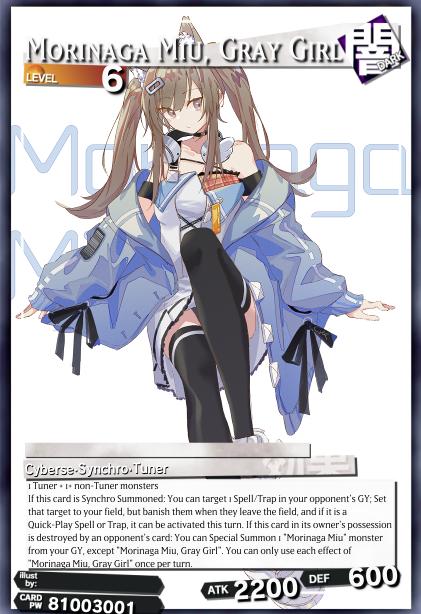 Morinaga Miu, Gray Girl
闇
DARK
LEVEL 6
Morinaga
M
Cyberse·Synchro·Tuner
1 Tuner + 1+ non-Tuner monsters
If this card is Synchro Summoned: You can target 1 Spell/Trap in your opponent's GY; Set
that target to your field, but banish them when they leave the field, and if it is a
Quick-Play Spell or Trap, it can be activated this turn. If this card in its owner's possession
is destroyed by an opponent's card: You can Special Summon 1 "Morinaga Miu" monster
from your GY, except "Morinaga Miu, Gray Girl". You can only use each effect of
"Morinaga Miu, Gray Girl" once per turn.
illust
by:
ATK 2200 DEF 600
CARD
PW 81003001